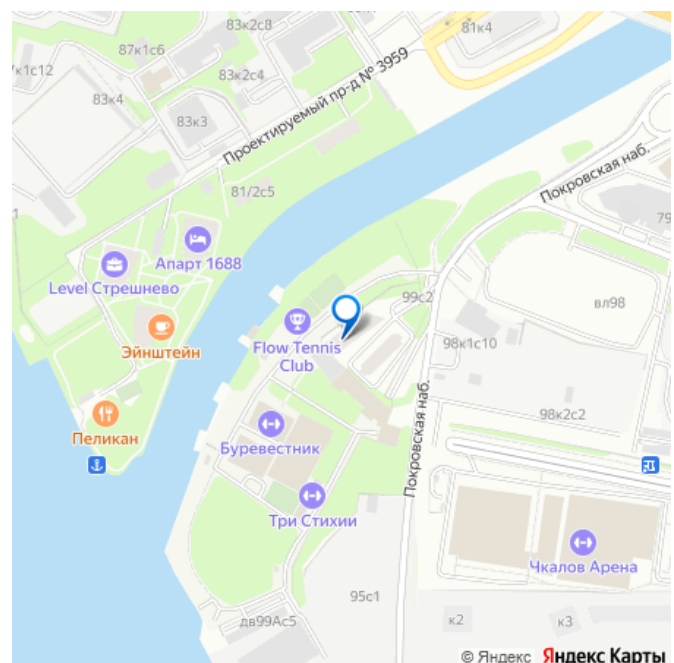 83к2с8
81к4
87к1с6
7к1с12
83к2с4
83к4
83к3
Проектируемый пр-д № 3959
Покровская наб.
81/2с5
1
79
Апарт 1688
Level Стрешнево
99с2
вл98
Эйнштейн
Flow Tennis
Club
98к1с10
Покровская наб.
98к2с2
Пеликан
Буревестник
Три Стихии
Чкалов Арена
95с1
дв99Ас5
к2
к3
© Яндекс Яндекс Карты